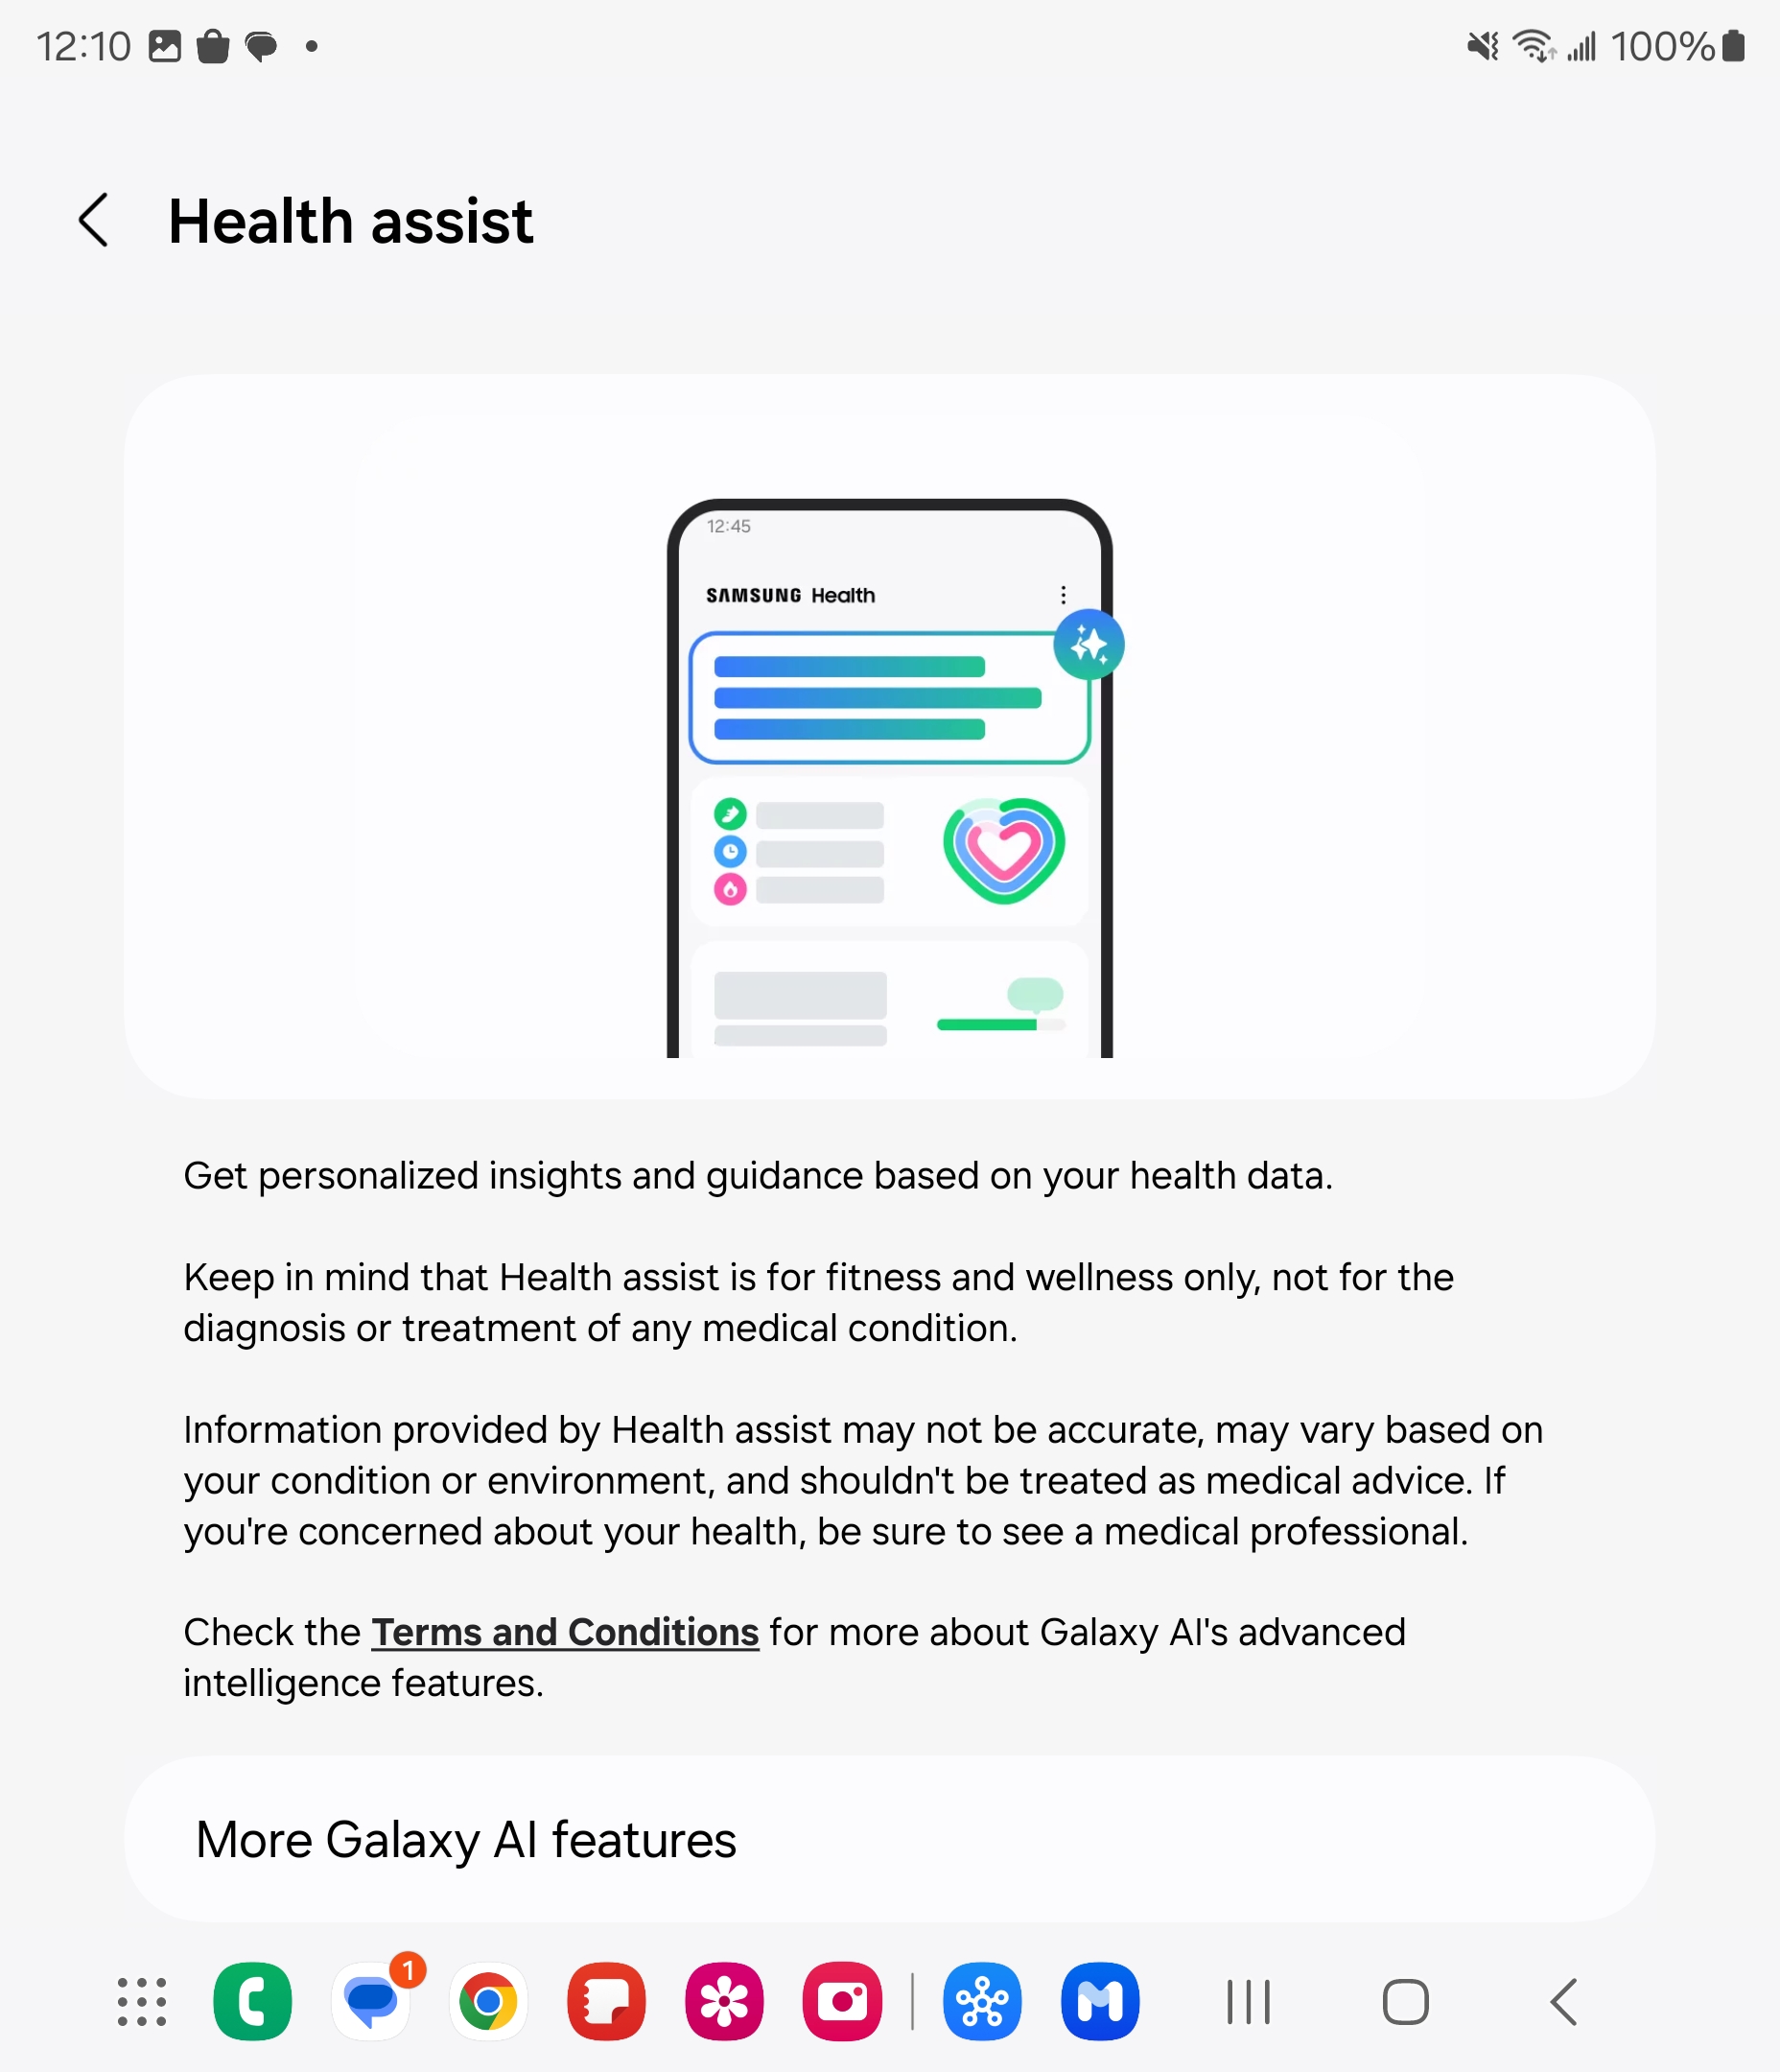 12:10
100%
Health assist
12:45
SAMSUNG Health
Get personalized insights and guidance based on your health data.
Keep in mind that Health assist is for fitness and wellness only, not for the
diagnosis or treatment of any medical condition.
Information provided by Health assist may not be accurate, may vary based on
your condition or environment, and shouldn't be treated as medical advice. If
you're concerned about your health, be sure to see a medical professional.
Check the Terms and Conditions for more about Galaxy AI's advanced
intelligence features.
More Galaxy AI features
1